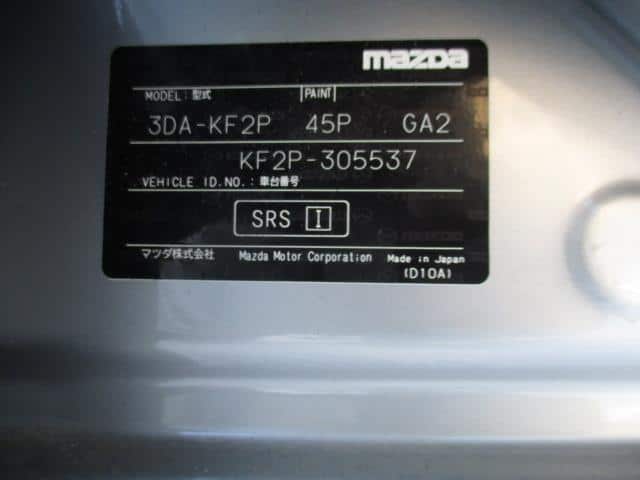 mazda
MODEL:型式 PAINT
3DA-KF2P 45P GA2
KF2P-305537
VEHICLE ID.NO.:車台番号
SRS I
マツダ株式会社 Mazda Motor Corporation Made in Japan
(D10A)